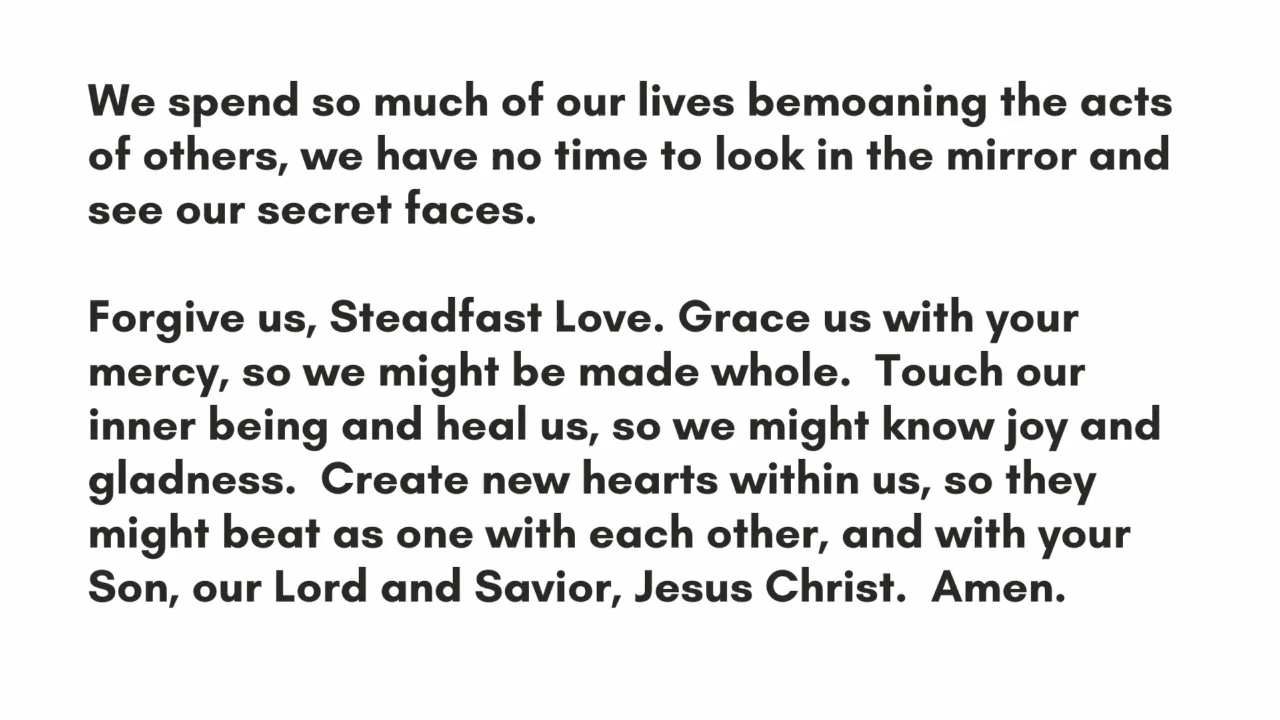 We spend so much of our lives bemoaning the acts
of others, we have no time to look in the mirror and
see our secret faces.
Forgive us, Steadfast Love. Grace us with your
mercy, so we might be made whole.  Touch our
inner being and heal us, so we might know joy and
gladness.  Create new hearts within us, so they
might beat as one with each other, and with your
Son, our Lord and Savior, Jesus Christ.  Amen.